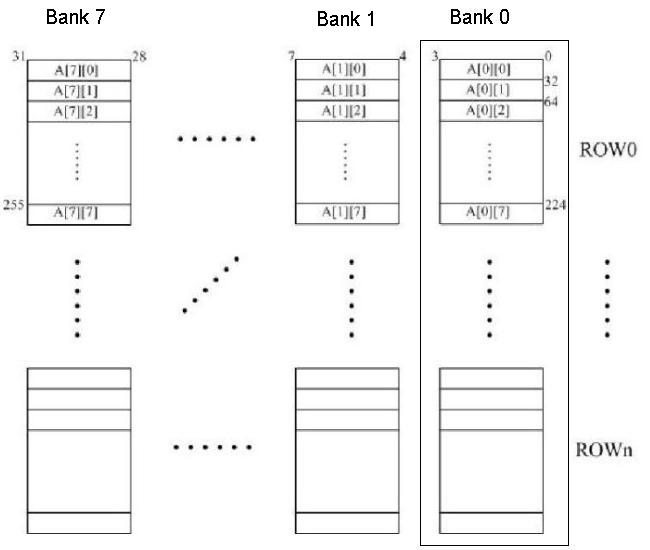 Bank 7 Bank 1 Bank 0
31 28 7 4 3 0
A[7][0] A[1][0] A[0][0]
32
A[7][1] A[1][1] A[0][1]
64
A[7][2] A[1][2] A[0][2]
ROW0
255 A[7][7] A[1][7] A[0][7] 224
ROWn